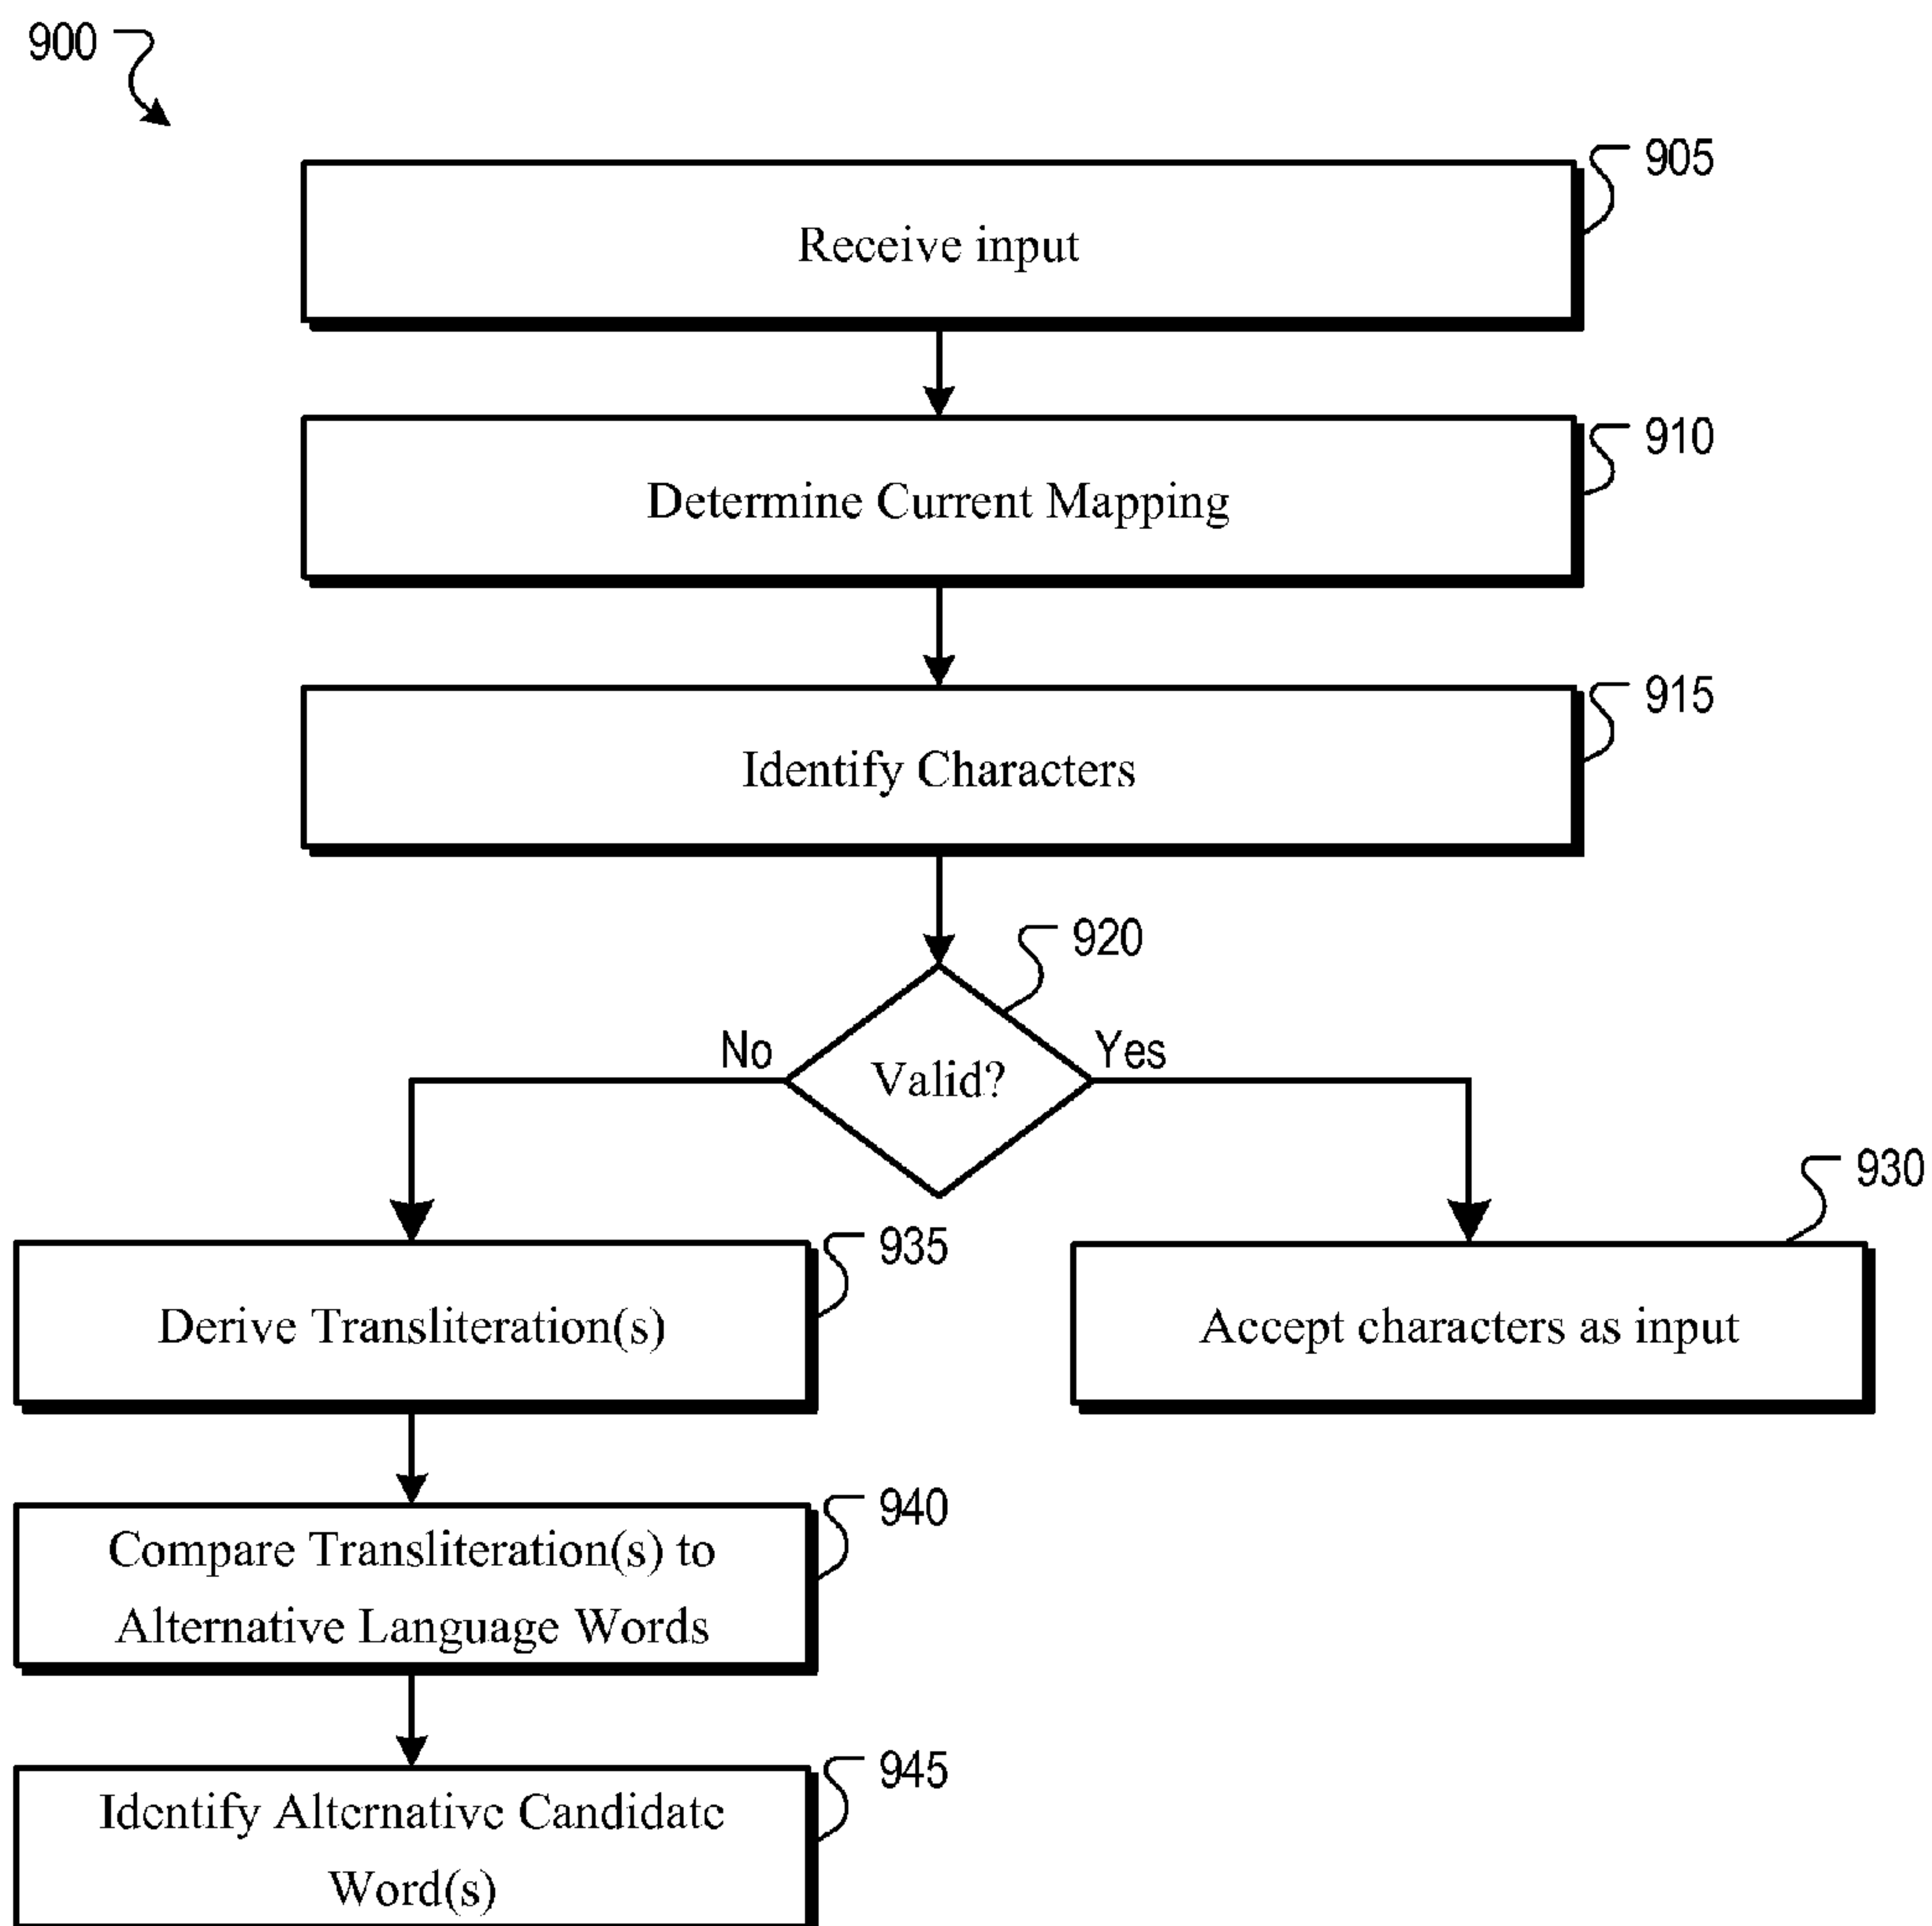 900
905
Receive input
910
Determine Current Mapping
915
Identify Characters
920
No
Yes
Valid?
930
935
Derive Transliteration(s)
Accept characters as input
940
Compare Transliteration(s) to
Alternative Language Words
945
Identify Alternative Candidate
Word(s)